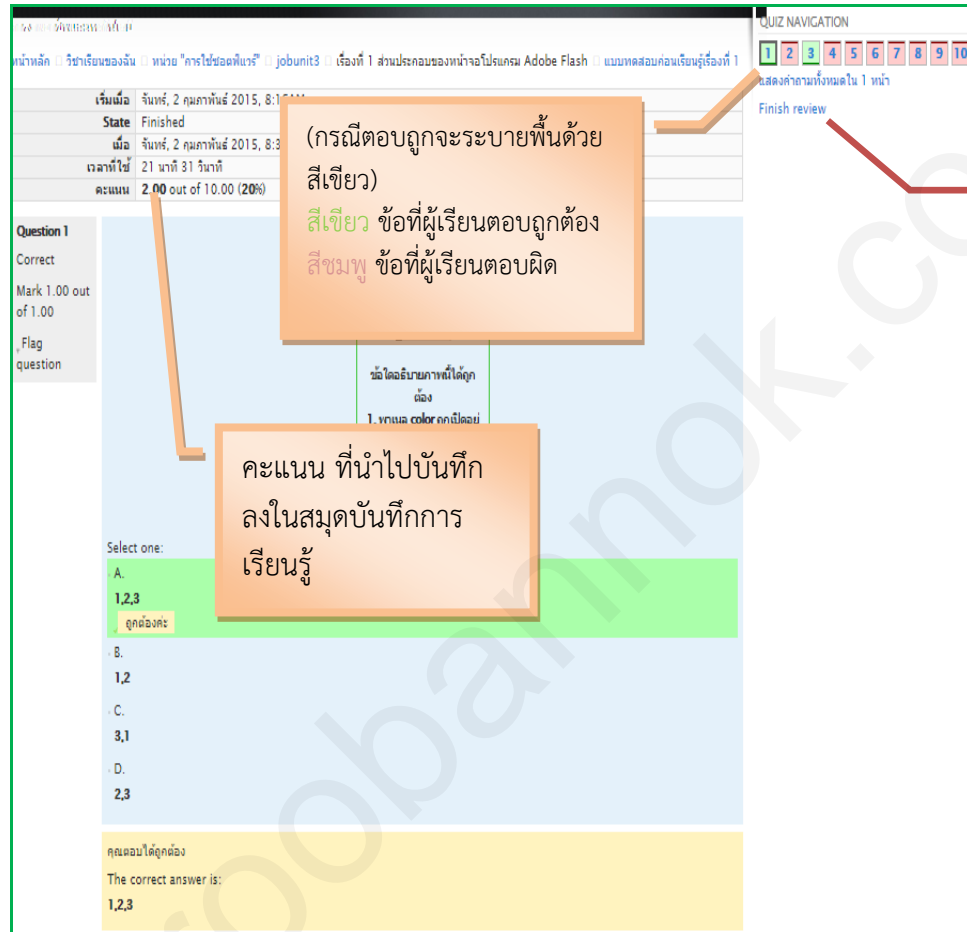 QUIZ NAVIGATION
1 2 3 4 5 6 7 8 9 10
แสดงคำถามทั้งหมดใน 1 หน้า
Finish review
หน้าหลัก วิชาเรียนของฉัน หน่วย "การใช้ซอตพ์แวร์" jobunit3 เรื่องที่ 1 ส่วนประกอบของหน้าจอโปรแกรม Adobe Flash แบบทดสอบก่อนเรียนรู้เรื่องที่ 1
เริ่มเมื่อ จันทร์, 2 กุมภาพันธ์ 2015,
State Finished
เมื่อ จันทร์, 2 กุมภาพันธ์ 2015,
เวลาที่ใช้ 21 นาที 31 วินาที
คะแนน 2.00 out of 10.00 (20%)
(กรณีตอบถูกจะระบายพื้นด้วย
สีเขียว)
สีเขียว ข้อที่ผู้เรียนตอบถูกต้อง
สีชมพู ข้อที่ผู้เรียนตอบผิด
Question 1
Correct
Mark 1.00 out
of 1.00
Flag
question
ข้อใดอธิบายภาพนี้ได้ถูก
ต้อง
1. พาเนล color ถูกเปิดอยู่
คะแนน ที่นำไปบันทึก
ลงในสมุดบันทึกการ
เรียนรู้
Select one:
A.
1,2,3
ถูกต้องค่ะ
B.
1,2
C.
3,1
D.
2,3
คุณตอบได้ถูกต้อง
The correct answer is:
1,2,3